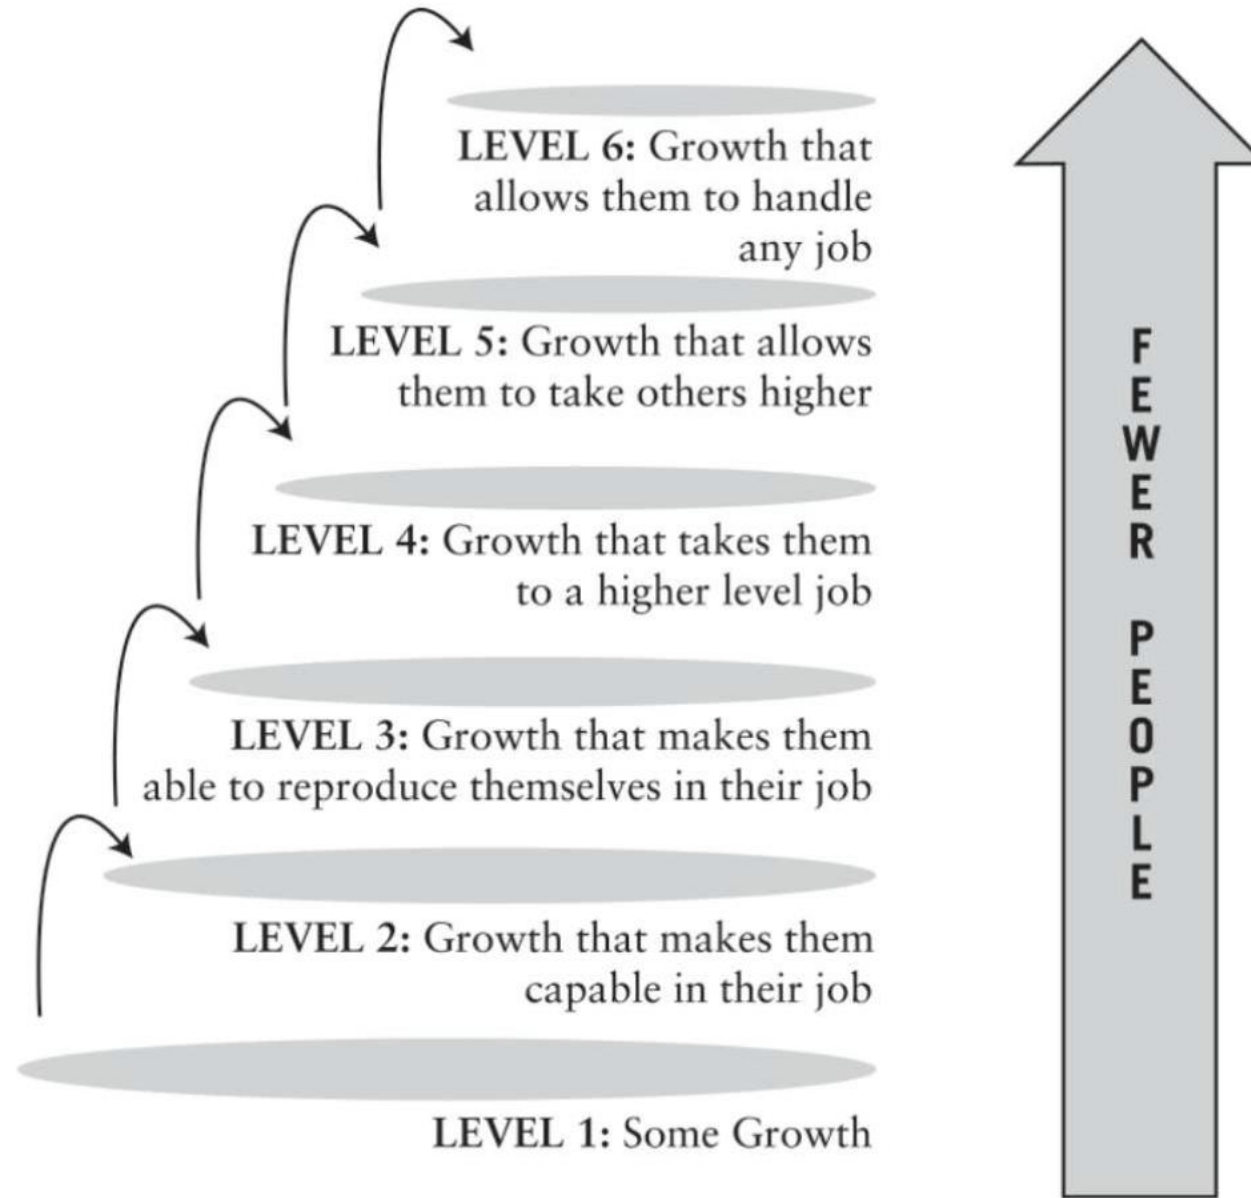 LEVEL 6: Growth that
allows them to handle
any job
LEVEL 5: Growth that allows
them to take others higher
LEVEL 4: Growth that takes them
to a higher level job
LEVEL 3: Growth that makes them
able to reproduce themselves in their job
LEVEL 2: Growth that makes them
capable in their job
LEVEL 1: Some Growth
FEWER PEOPLE